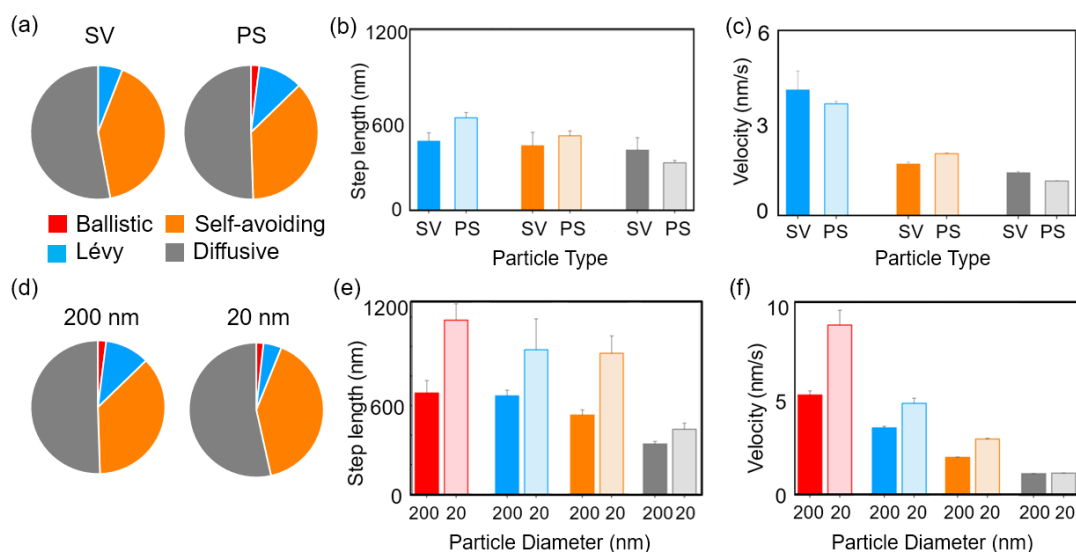 (a)
SV PS
Ballistic Self-avoiding
Lévy Diffusive
(b)
1200
600
0
Step length (nm)
SV PS SV PS SV PS
Particle Type
(c)
6
3
0
Velocity (nm/s)
SV PS SV PS SV PS
Particle Type
(d)
200 nm 20 nm
(e)
1200
600
0
Step length (nm)
200 20 200 20 200 20 200 20
Particle Diameter (nm)
(f)
10
5
0
Velocity (nm/s)
200 20 200 20 200 20 200 20
Particle Diameter (nm)